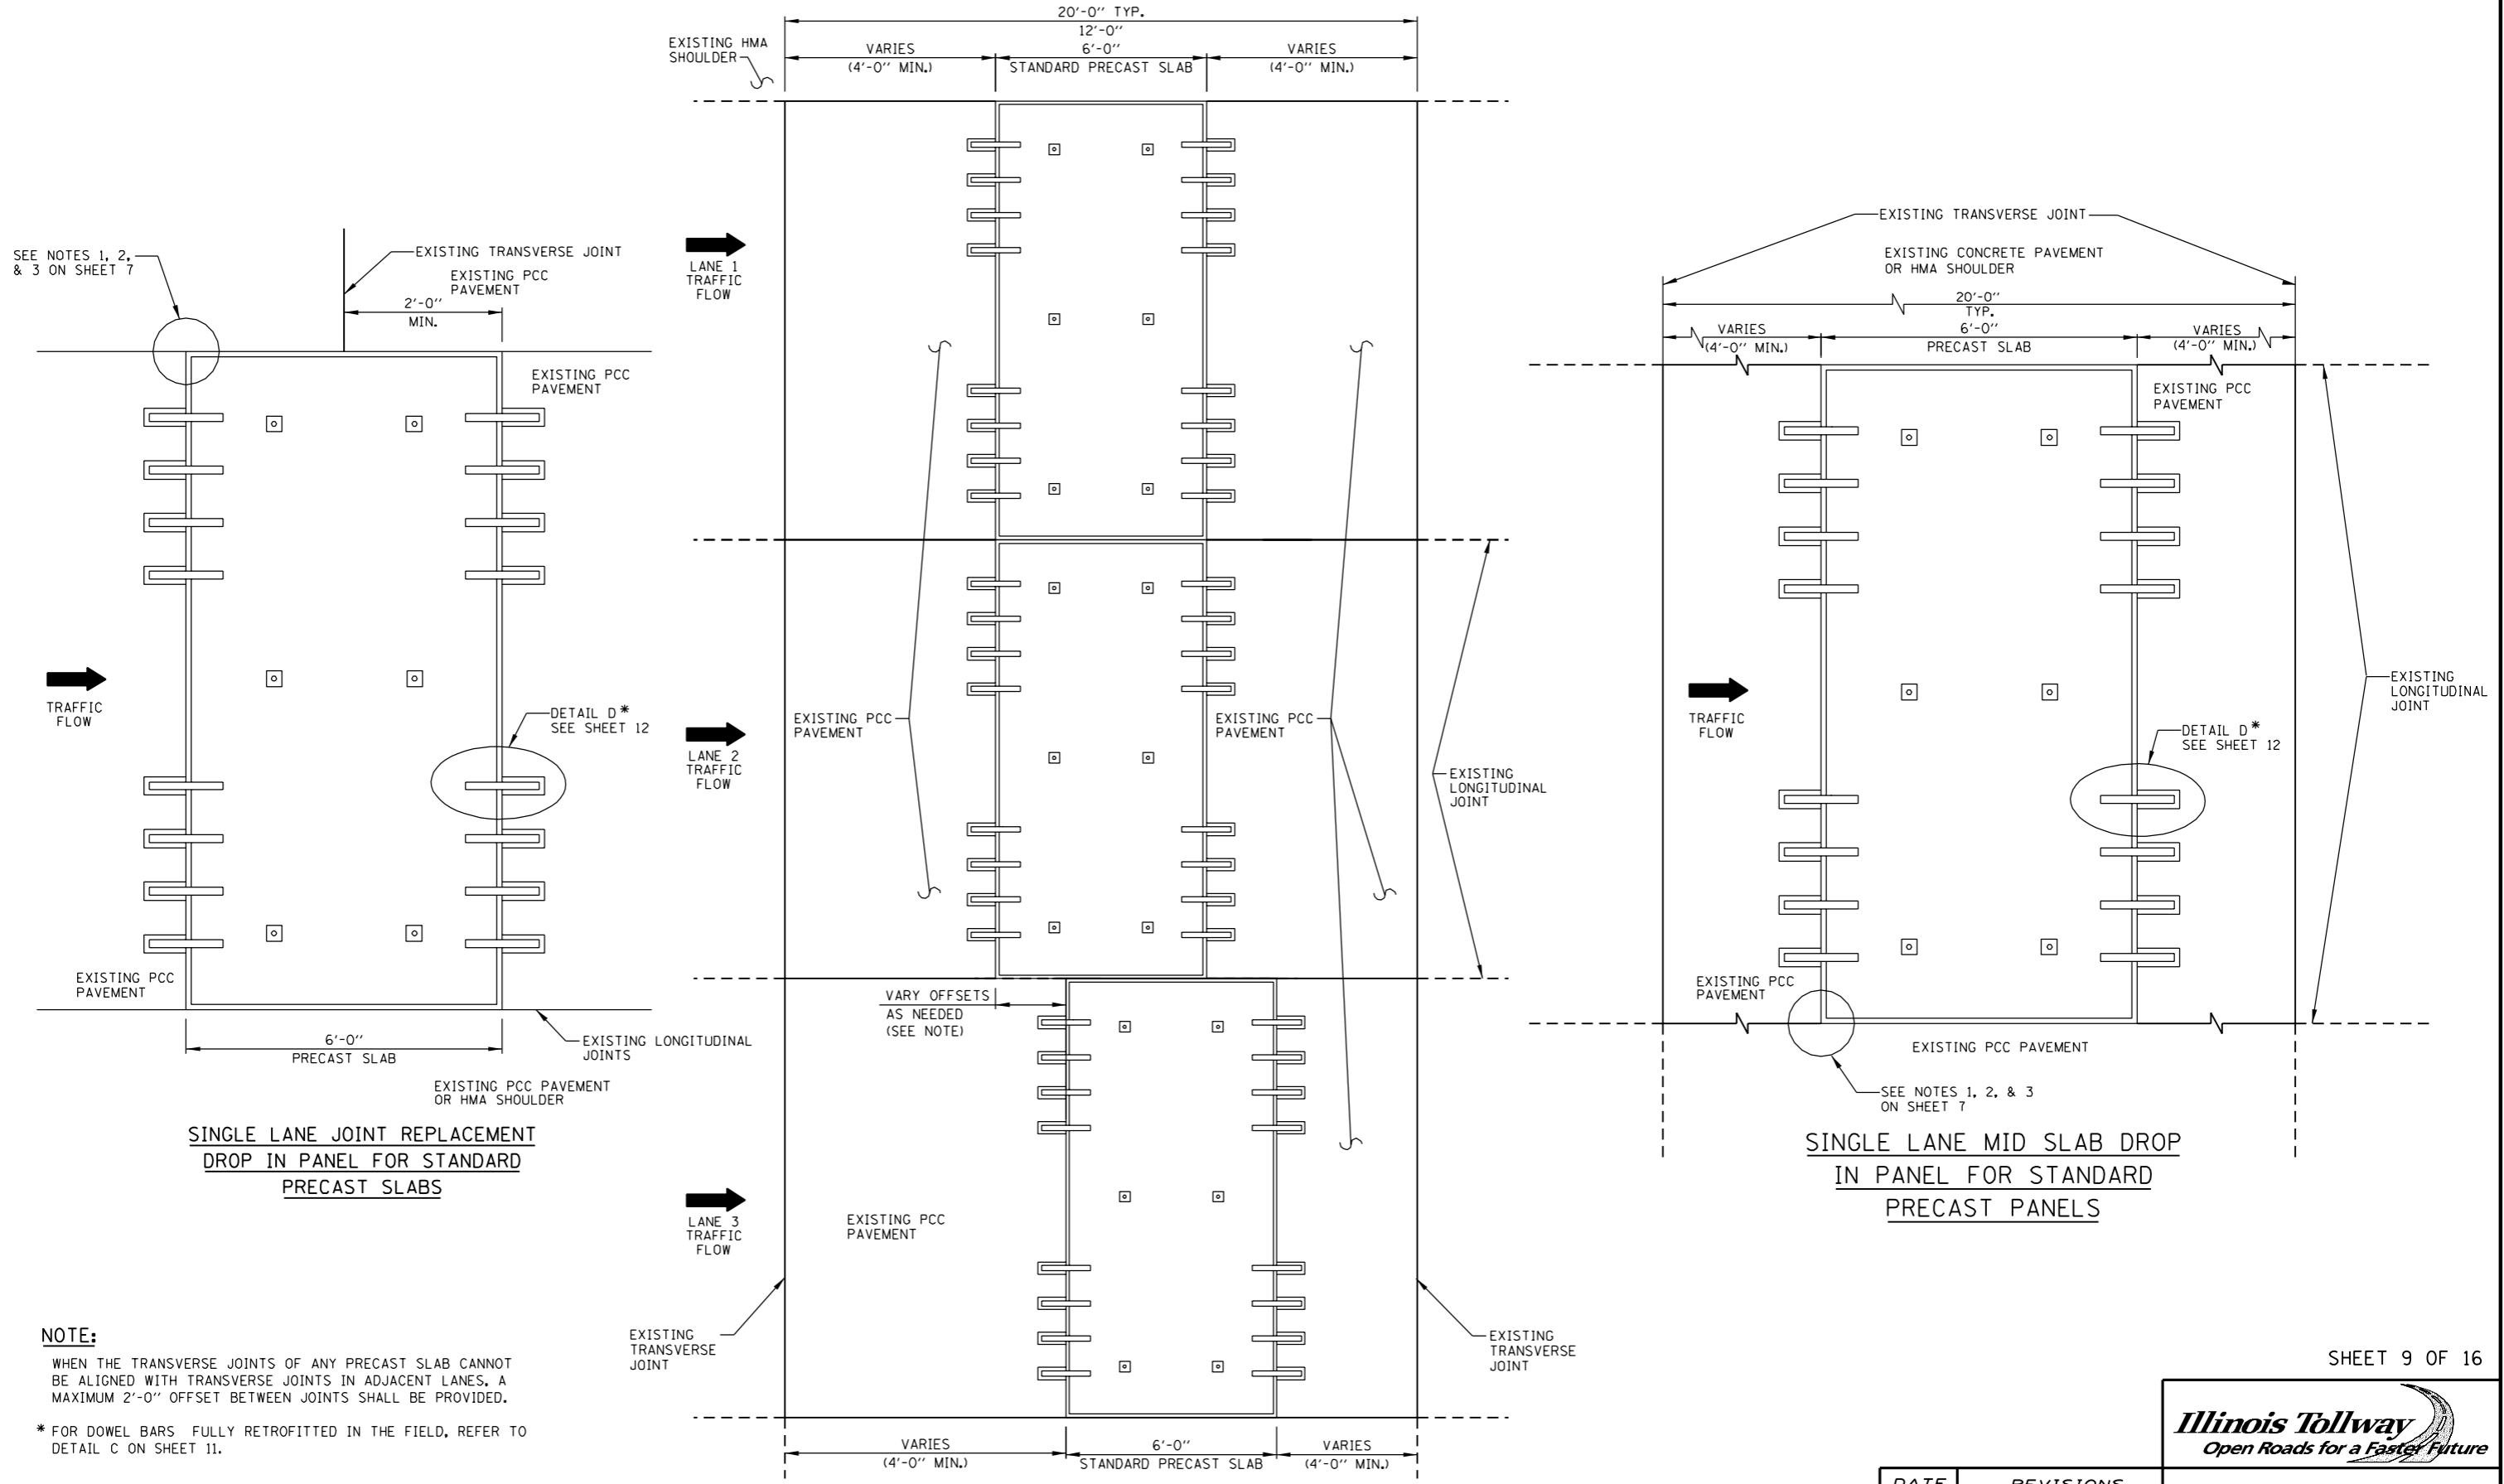 SEE NOTES 1, 2,
& 3 ON SHEET 7
EXISTING TRANSVERSE JOINT
EXISTING PCC
PAVEMENT
2'-0"
MIN.
EXISTING PCC
PAVEMENT
TRAFFIC
FLOW
DETAIL D*
SEE SHEET 12
EXISTING PCC
PAVEMENT
6'-0"
PRECAST SLAB
EXISTING LONGITUDINAL
JOINTS
EXISTING PCC PAVEMENT
OR HMA SHOULDER
SINGLE LANE JOINT REPLACEMENT
DROP IN PANEL FOR STANDARD
PRECAST SLABS
NOTE:
WHEN THE TRANSVERSE JOINTS OF ANY PRECAST SLAB CANNOT
BE ALIGNED WITH TRANSVERSE JOINTS IN ADJACENT LANES, A
MAXIMUM 2'-0" OFFSET BETWEEN JOINTS SHALL BE PROVIDED.
* FOR DOWEL BARS FULLY RETROFITTED IN THE FIELD, REFER TO
DETAIL C ON SHEET 11.
20'-0" TYP.
12'-0"
EXISTING HMA
SHOULDER
VARIES
(4'-0" MIN.)
6'-0"
STANDARD PRECAST SLAB
VARIES
(4'-0" MIN.)
LANE 1
TRAFFIC
FLOW
EXISTING PCC
PAVEMENT
EXISTING PCC
PAVEMENT
LANE 2
TRAFFIC
FLOW
EXISTING
LONGITUDINAL
JOINT
VARY OFFSETS
AS NEEDED
(SEE NOTE)
LANE 3
TRAFFIC
FLOW
EXISTING PCC
PAVEMENT
EXISTING
TRANSVERSE
JOINT
EXISTING
TRANSVERSE
JOINT
VARIES
(4'-0" MIN.)
6'-0"
STANDARD PRECAST SLAB
VARIES
(4'-0" MIN.)
EXISTING TRANSVERSE JOINT
EXISTING CONCRETE PAVEMENT
OR HMA SHOULDER
20'-0"
TYP.
VARIES
(4'-0" MIN.)
6'-0"
PRECAST SLAB
VARIES
(4'-0" MIN.)
EXISTING PCC
PAVEMENT
EXISTING
LONGITUDINAL
JOINT
TRAFFIC
FLOW
DETAIL D*
SEE SHEET 12
EXISTING PCC
PAVEMENT
EXISTING PCC PAVEMENT
SEE NOTES 1, 2, & 3
ON SHEET 7
SINGLE LANE MID SLAB DROP
IN PANEL FOR STANDARD
PRECAST PANELS
SHEET 9 OF 16
Illinois Tollway
Open Roads for a Faster Future
DATE REVISIONS